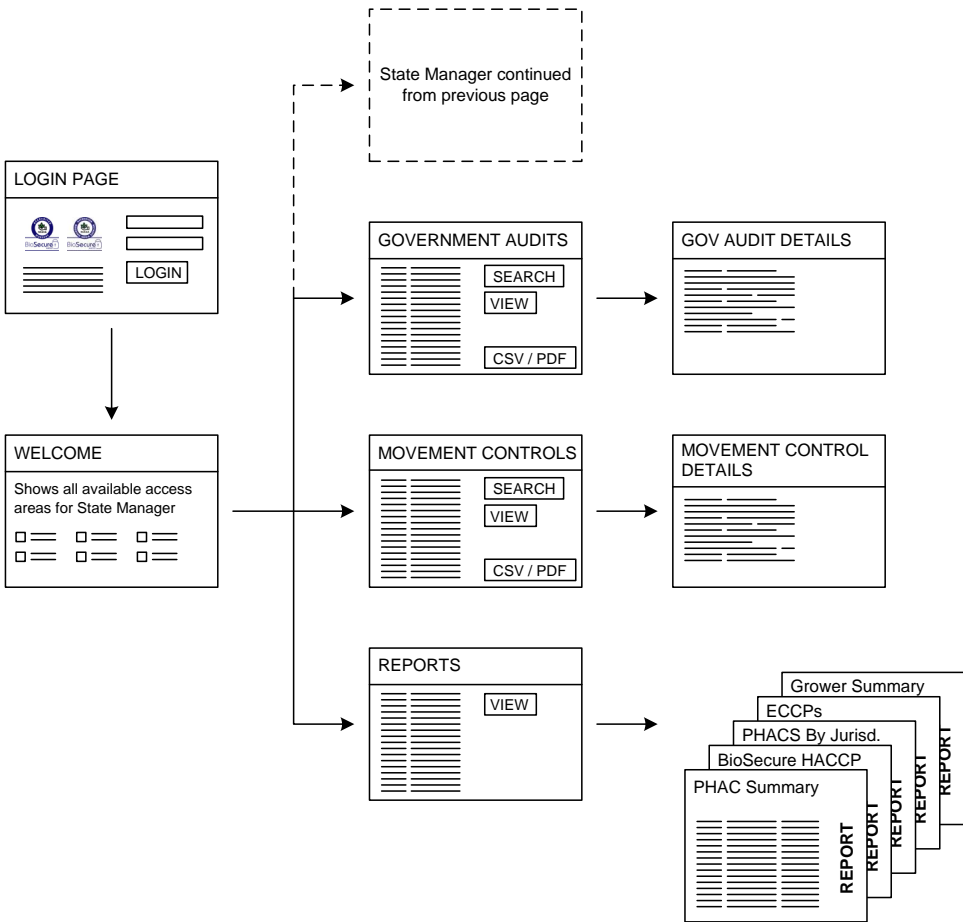 State Manager continued
from previous page
LOGIN PAGE
BioSecure
BioSecure
LOGIN
GOVERNMENT AUDITS
SEARCH
VIEW
CSV / PDF
GOV AUDIT DETAILS
WELCOME
Shows all available access
areas for State Manager
MOVEMENT CONTROLS
SEARCH
VIEW
CSV / PDF
MOVEMENT CONTROL
DETAILS
REPORTS
VIEW
Grower Summary
REPORT
ECCPs
REPORT
PHACS By Jurisd.
REPORT
BioSecure HACCP
REPORT
PHAC Summary
REPORT